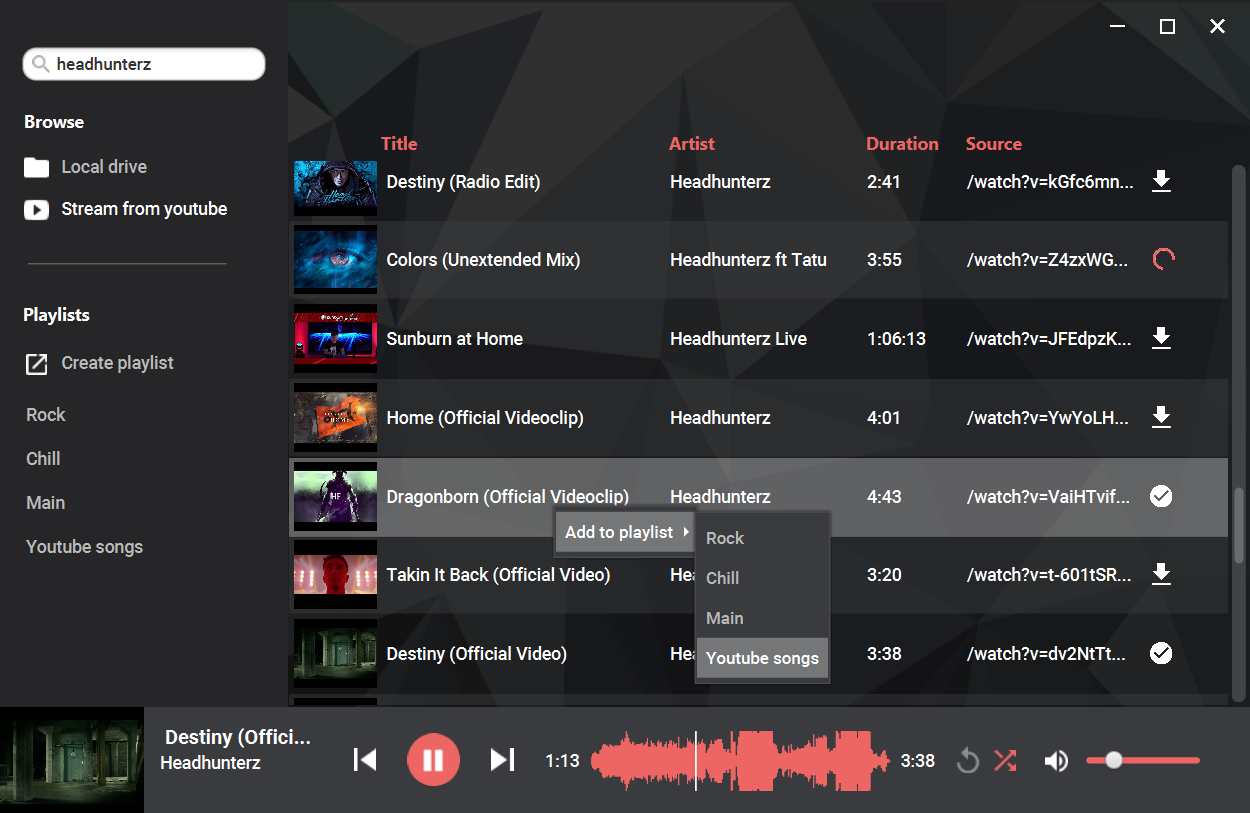 headhunterz
Browse
Local drive
Stream from youtube
Playlists
Create playlist
Rock
Chill
Main
Youtube songs
Title Artist Duration Source
Destiny (Radio Edit) Headhunterz 2:41 /watch?v=kGfc6mn...
Colors (Unextended Mix) Headhunterz ft Tatu 3:55 /watch?v=Z4zxWG...
Sunburn at Home Headhunterz Live 1:06:13 /watch?v=JFEdpzK...
Home (Official Videoclip) Headhunterz 4:01 /watch?v=YwYoLH...
HF
Dragonborn (Official Videoclip) Headhunterz 4:43 /watch?v=VaiHTvif...
Takin It Back (Official Video) Hea 3:20 /watch?v=t-601tSR...
Destiny (Official Video) Hea 3:38 /watch?v=dv2NtTt...
Add to playlist
Rock
Chill
Main
Youtube songs
Destiny (Offici...
Headhunterz
1:13 3:38